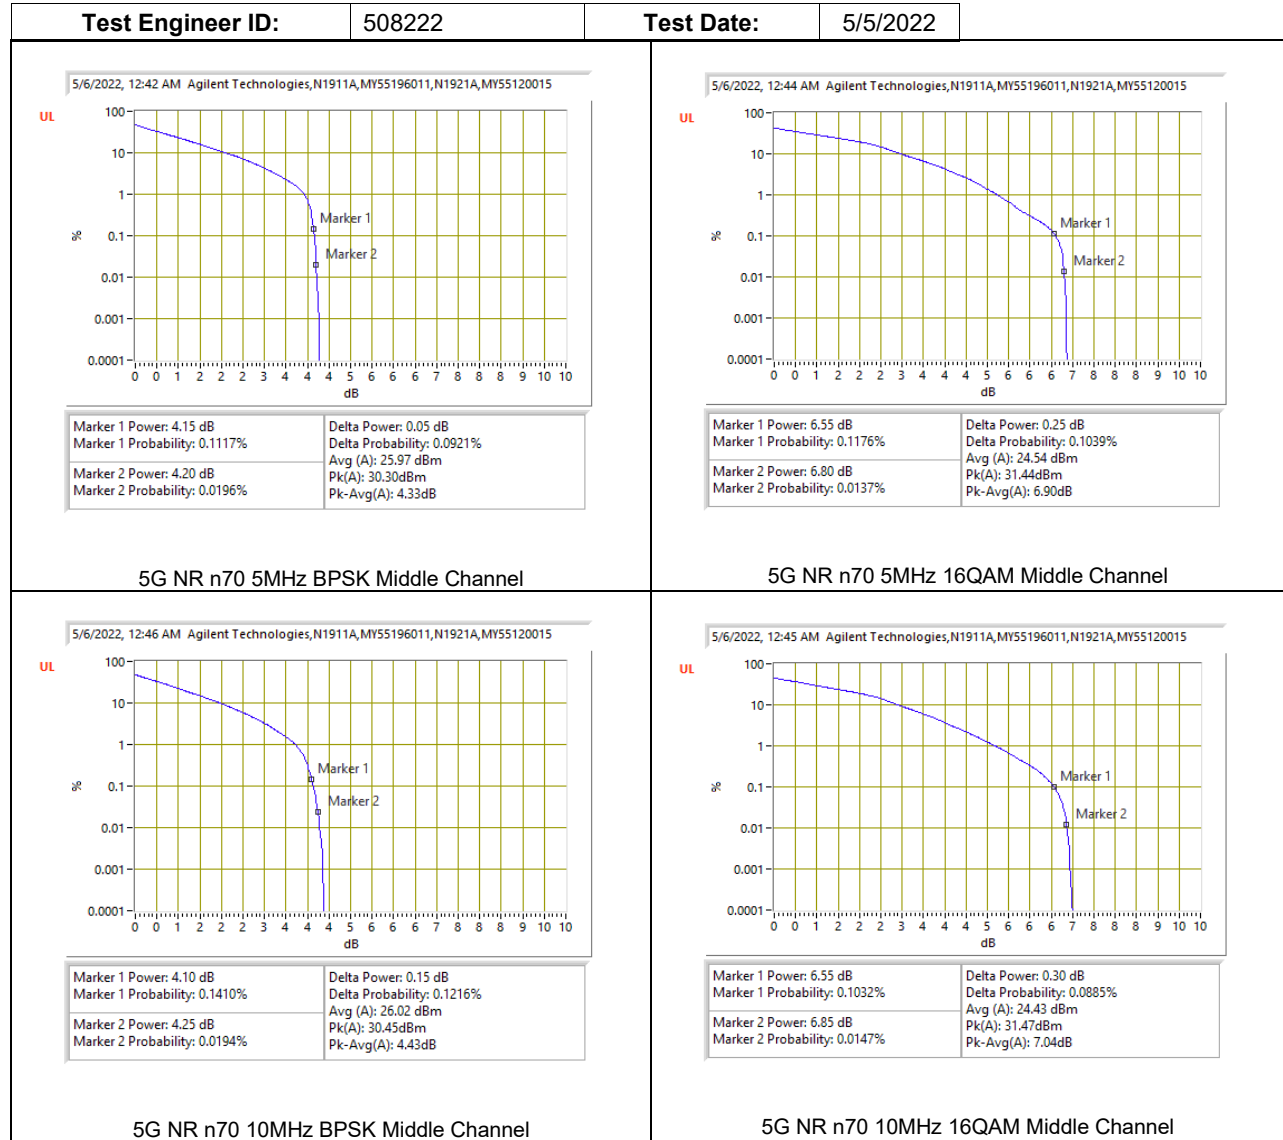 Test Engineer ID: 508222 Test Date: 5/5/2022
5/6/2022, 12:42 AM Agilent Technologies,N1911A,MY55196011,N1921A,MY55120015
UL
100
10
1
0.1
0.01
0.001
0.0001
%
Marker 1
Marker 2
0 0 1 2 2 3 3 4 4 4 5 5 6 6 7 8 8 9 10 10
dB
Marker 1 Power: 4.15 dB
Marker 1 Probability: 0.1117%
Marker 2 Power: 4.20 dB
Marker 2 Probability: 0.0196%
Delta Power: 0.05 dB
Delta Probability: 0.0921%
Avg (A): 25.97 dBm
Pk(A): 30.30dBm
Pk-Avg(A): 4.33dB
5G NR n70 5MHz BPSK Middle Channel
5/6/2022, 12:44 AM Agilent Technologies,N1911A,MY55196011,N1921A,MY55120015
UL
100
10
1
0.1
0.01
0.001
0.0001
%
Marker 1
Marker 2
0 0 1 2 2 2 3 4 4 4 5 6 6 6 7 8 8 9 10 10
dB
Marker 1 Power: 6.55 dB
Marker 1 Probability: 0.1176%
Marker 2 Power: 6.80 dB
Marker 2 Probability: 0.0137%
Delta Power: 0.25 dB
Delta Probability: 0.1039%
Avg (A): 24.54 dBm
Pk(A): 31.44dBm
Pk-Avg(A): 6.90dB
5G NR n70 5MHz 16QAM Middle Channel
5/6/2022, 12:46 AM Agilent Technologies,N1911A,MY55196011,N1921A,MY55120015
UL
100
10
1
0.1
0.01
0.001
0.0001
%
Marker 1
Marker 2
0 0 1 2 2 2 3 4 4 4 4 5 6 6 7 8 8 9 10 10
dB
Marker 1 Power: 4.10 dB
Marker 1 Probability: 0.1410%
Marker 2 Power: 4.25 dB
Marker 2 Probability: 0.0194%
Delta Power: 0.15 dB
Delta Probability: 0.1216%
Avg (A): 26.02 dBm
Pk(A): 30.45dBm
Pk-Avg(A): 4.43dB
5G NR n70 10MHz BPSK Middle Channel
5/6/2022, 12:45 AM Agilent Technologies,N1911A,MY55196011,N1921A,MY55120015
UL
100
10
1
0.1
0.01
0.001
0.0001
%
Marker 1
Marker 2
0 0 1 2 2 3 3 4 4 4 5 6 6 6 7 8 8 9 10 10
dB
Marker 1 Power: 6.55 dB
Marker 1 Probability: 0.1032%
Marker 2 Power: 6.85 dB
Marker 2 Probability: 0.0147%
Delta Power: 0.30 dB
Delta Probability: 0.0885%
Avg (A): 24.43 dBm
Pk(A): 31.47dBm
Pk-Avg(A): 7.04dB
5G NR n70 10MHz 16QAM Middle Channel